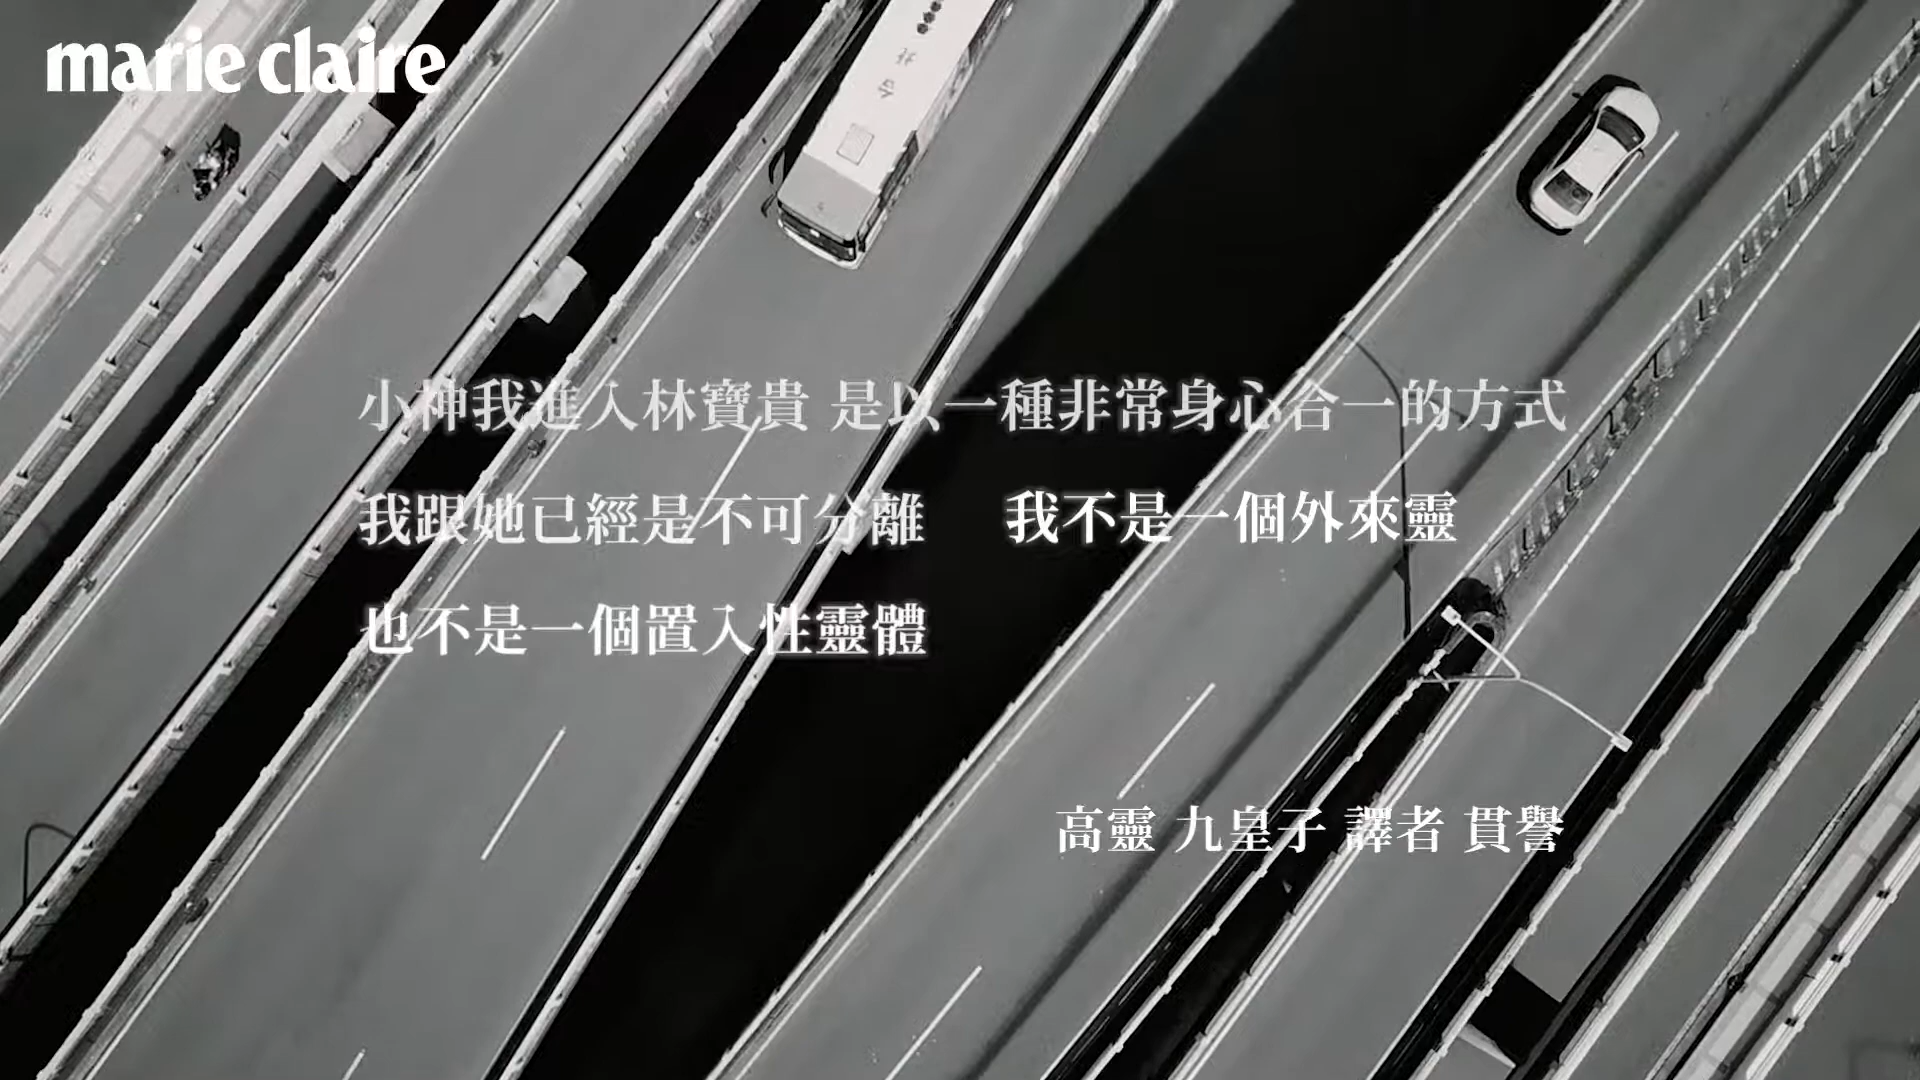 marie claire
小神我進入林寶貴 是以一種非常身心合一的方式
我跟她已經是不可分離 我不是一個外來靈
也不是一個置入性靈體
高靈 九皇子 譯者 貫譽